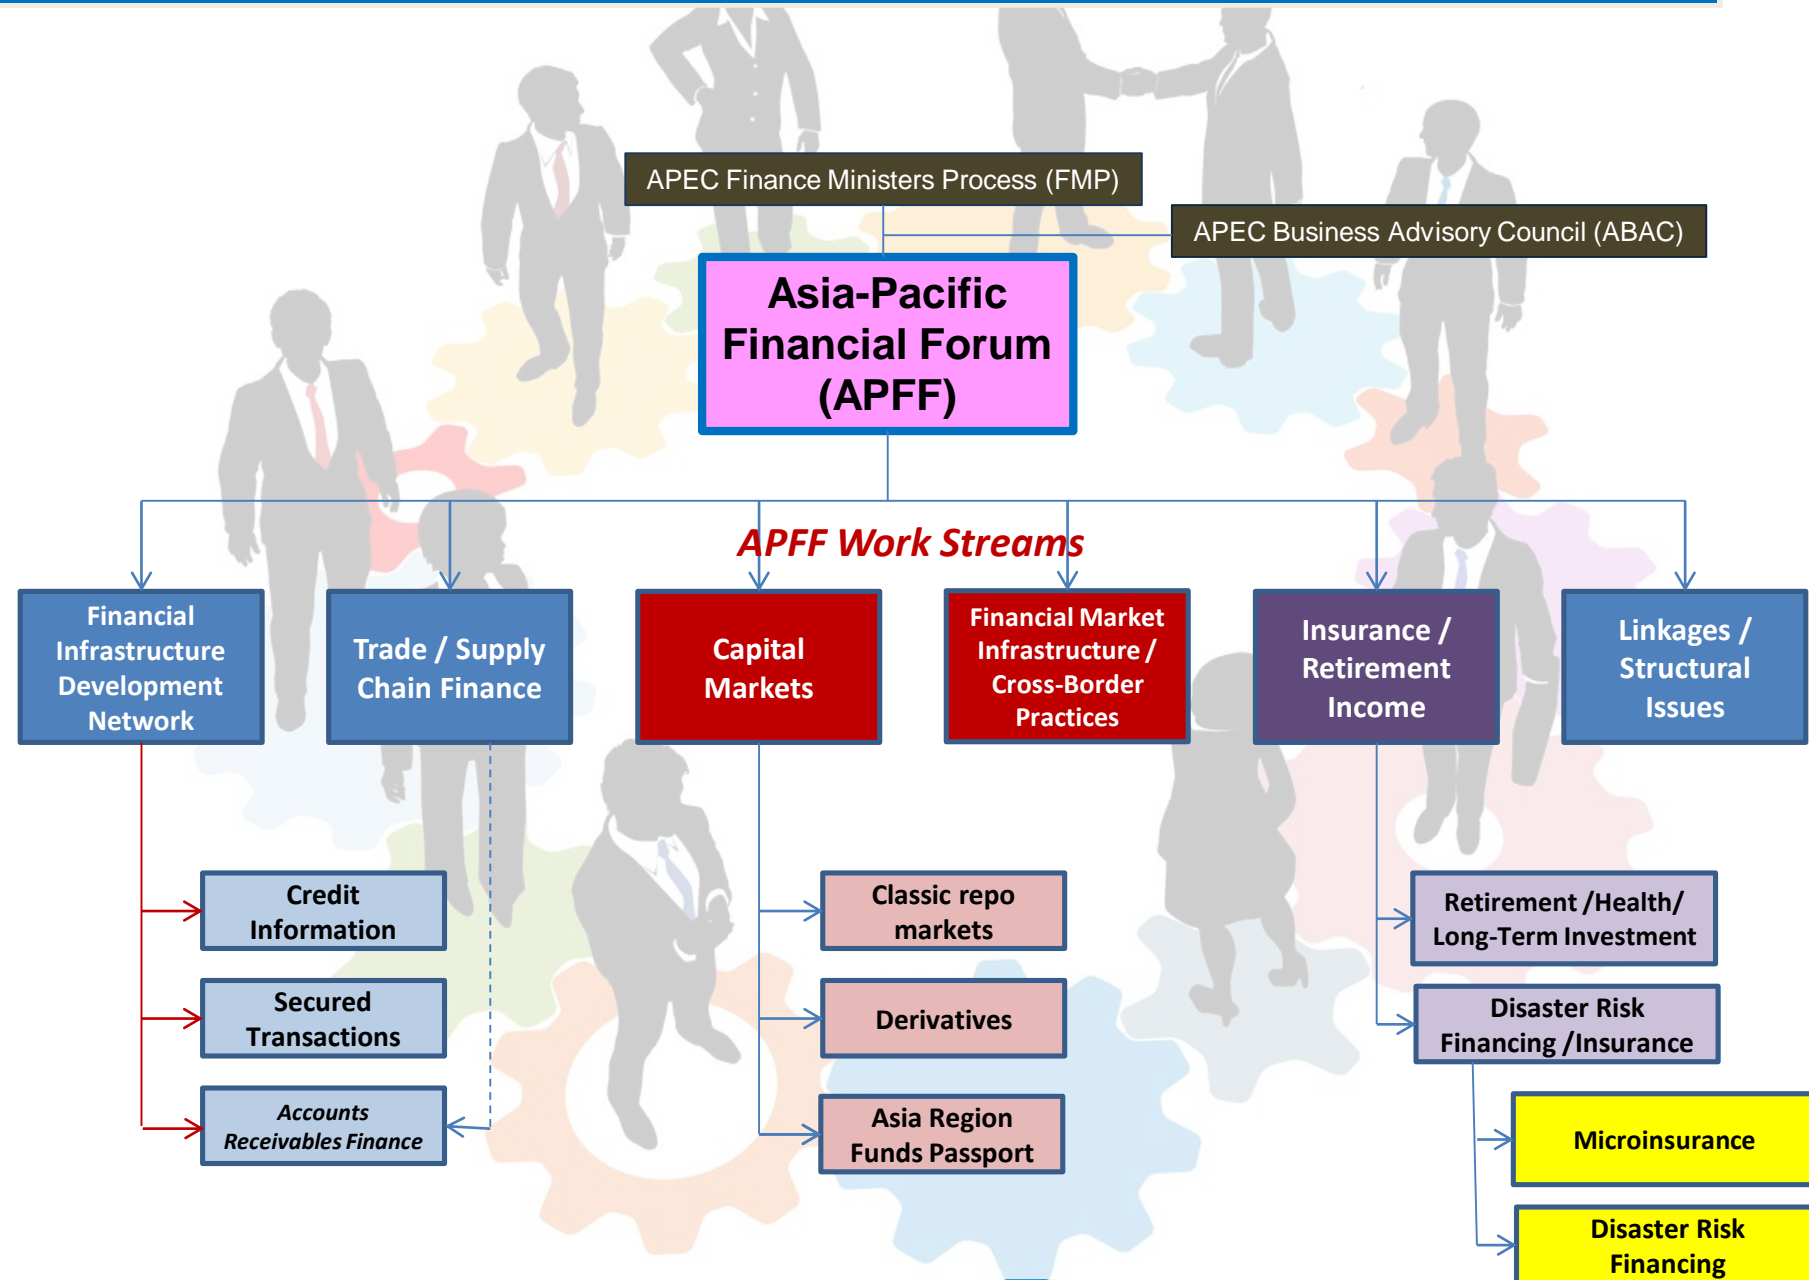 APEC Finance Ministers Process (FMP)
APEC Business Advisory Council (ABAC)
Asia-Pacific
Financial Forum
(APFF)
APFF Work Streams
Financial
Infrastructure
Development
Network
Trade / Supply
Chain Finance
Capital
Markets
Financial Market
Infrastructure /
Cross-Border
Practices
Insurance /
Retirement
Income
Linkages /
Structural
Issues
Credit
Information
Secured
Transactions
Accounts
Receivables Finance
Classic repo
markets
Derivatives
Asia Region
Funds Passport
Retirement /Health/
Long-Term Investment
Disaster Risk
Financing /Insurance
Microinsurance
Disaster Risk
Financing